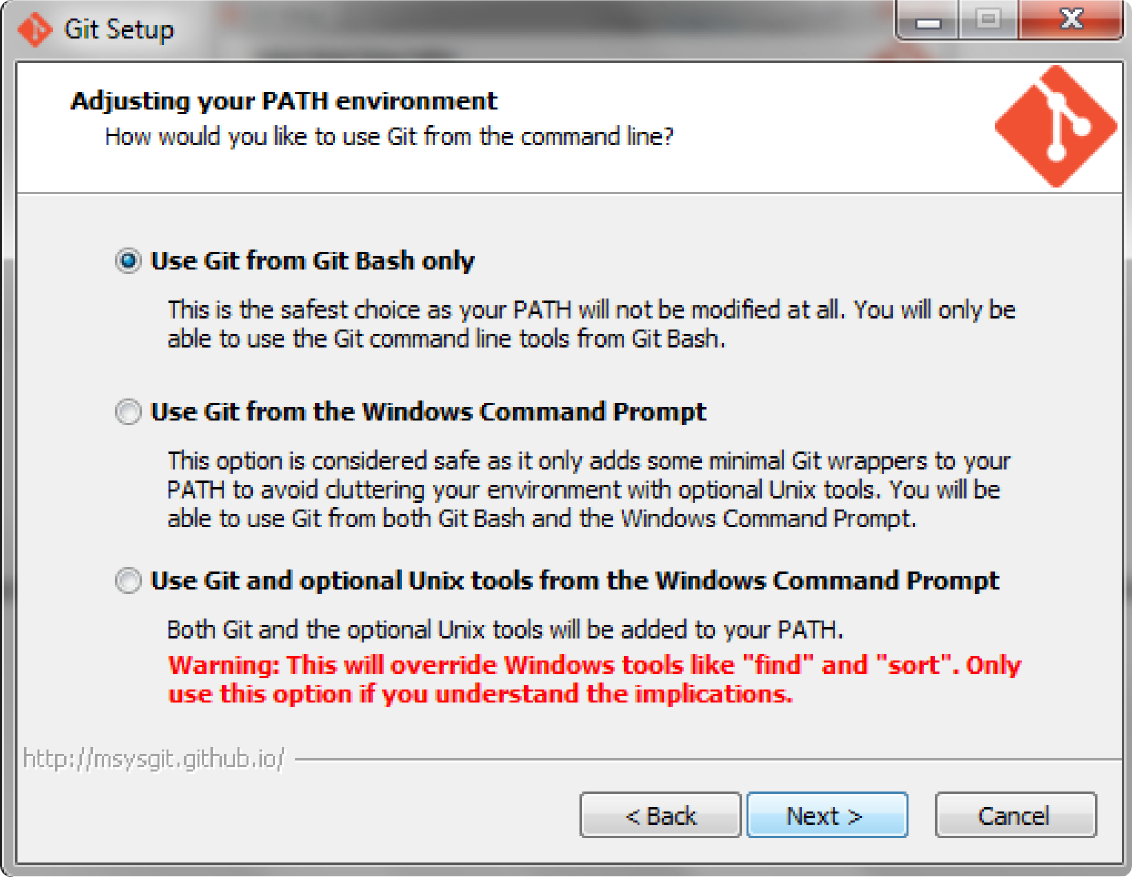 Git Setup
Adjusting your PATH environment
How would you like to use Git from the command line?
Use Git from Git Bash only
This is the safest choice as your PATH will not be modified at all. You will only be
able to use the Git command line tools from Git Bash.
Use Git from the Windows Command Prompt
This option is considered safe as it only adds some minimal Git wrappers to your
PATH to avoid cluttering your environment with optional Unix tools. You will be
able to use Git from both Git Bash and the Windows Command Prompt.
Use Git and optional Unix tools from the Windows Command Prompt
Both Git and the optional Unix tools will be added to your PATH.
Warning: This will override Windows tools like "find" and "sort". Only
use this option if you understand the implications.
http://msysgit.github.io/
< Back
Next >
Cancel